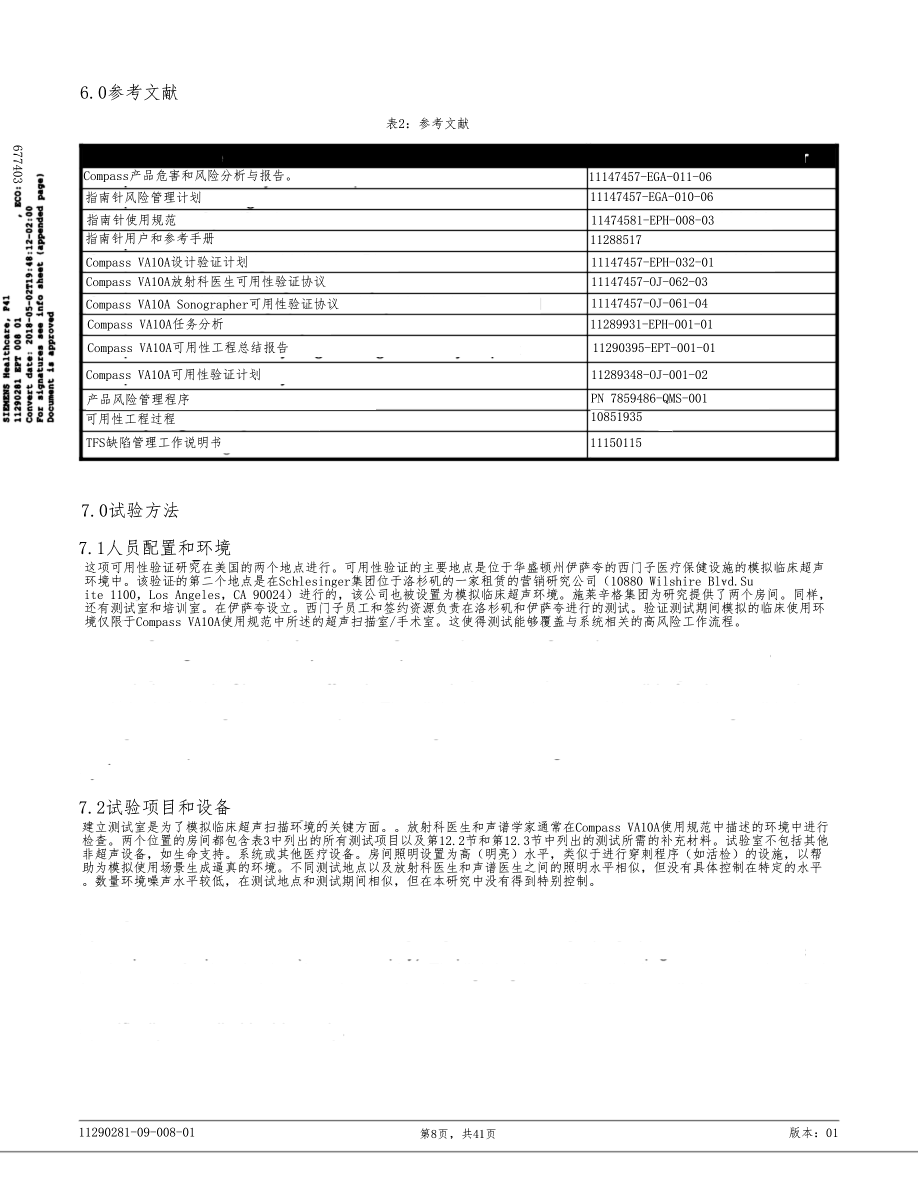 6.0参考文献
表2：参考文献
Compass产品危害和风险分析与报告。 11147457-EGA-011-06
指南针风险管理计划 11147457-EGA-010-06
指南针使用规范 11474581-EPH-008-03
指南针用户和参考手册 11288517
Compass VA10A设计验证计划 11147457-EPH-032-01
Compass VA10A放射科医生可用性验证协议 11147457-OJ-062-03
Compass VA10A Sonographer可用性验证协议 11147457-OJ-061-04
Compass VA10A任务分析 11289931-EPH-001-01
Compass VA10A可用性工程总结报告 11290395-EPT-001-01
Compass VA10A可用性验证计划 11289348-OJ-001-02
产品风险管理程序 PN 7859486-QMS-001
可用性工程过程 10851935
TFS缺陷管理工作说明书 11150115
SIEMENS Healthcare, P41
11290281 EPT 008 01 , ECO: 677403
Convert date: 2018-05-02T19:48:12-02:00
For signatures see info sheet (appended page)
Document is approved
7.0试验方法
7.1人员配置和环境
这项可用性验证研究在美国的两个地点进行。可用性验证的主要地点是位于华盛顿州伊萨夸的西门子医疗保健设施的模拟临床超声
环境中。该验证的第二个地点是在Schlesinger集团位于洛杉矶的一家租赁的营销研究公司（10880 Wilshire Blvd.Su
ite 1100，Los Angeles，CA 90024）进行的，该公司也被设置为模拟临床超声环境。施莱辛格集团为研究提供了两个房间。同样，
还有测试室和培训室。在伊萨夸设立。西门子员工和签约资源负责在洛杉矶和伊萨夸进行的测试。验证测试期间模拟的临床使用环
境仅限于Compass VA10A使用规范中所述的超声扫描室/手术室。这使得测试能够覆盖与系统相关的高风险工作流程。
7.2试验项目和设备
建立测试室是为了模拟临床超声扫描环境的关键方面。。放射科医生和声谱学家通常在Compass VA10A使用规范中描述的环境中进行
检查。两个位置的房间都包含表3中列出的所有测试项目以及第12.2节和第12.3节中列出的测试所需的补充材料。试验室不包括其他
非超声设备，如生命支持。系统或其他医疗设备。房间照明设置为高（明亮）水平，类似于进行穿刺程序（如活检）的设施，以帮
助为模拟使用场景生成逼真的环境。不同测试地点以及放射科医生和声谱医生之间的照明水平相似，但没有具体控制在特定的水平
。数量环境噪声水平较低，在测试地点和测试期间相似，但在本研究中没有得到特别控制。
11290281-09-008-01
第8页，共41页
版本：01